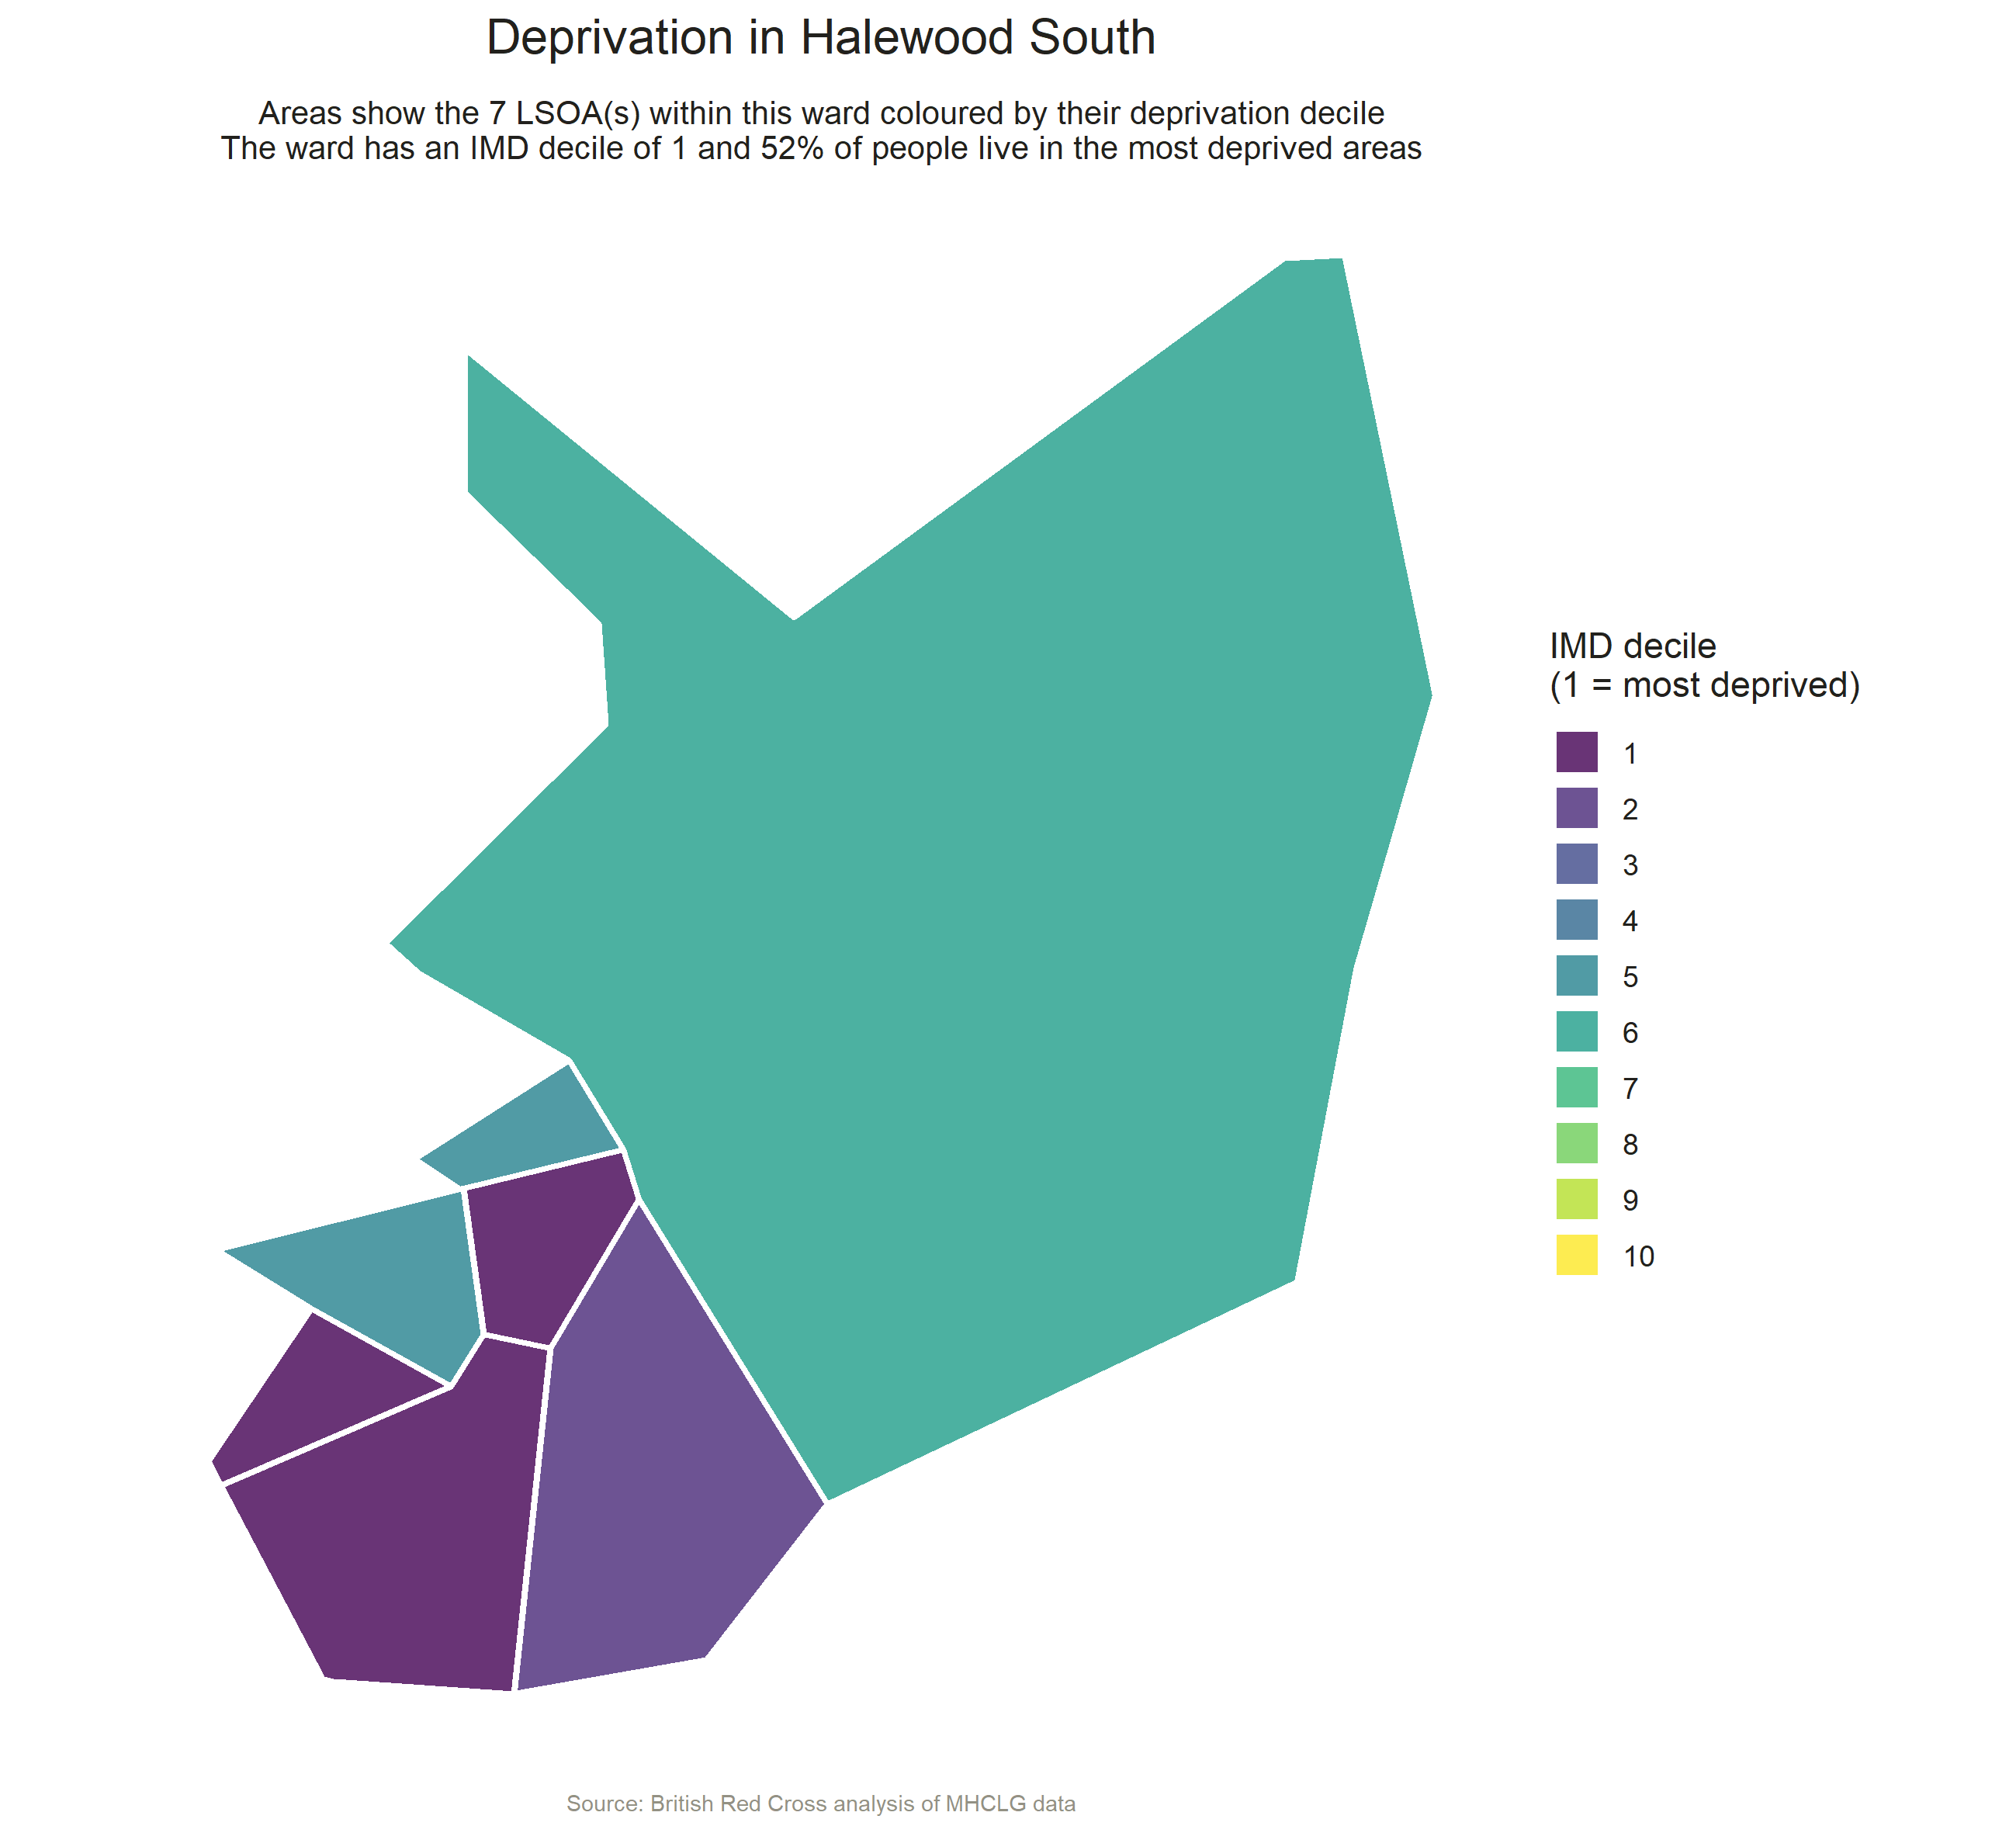 Deprivation in Halewood South
Areas show the 7 LSOA(s) within this ward coloured by their deprivation decile
The ward has an IMD decile of 1 and 52% of people live in the most deprived areas
IMD decile
(1 = most deprived)
1
2
3
4
5
6
7
8
9
10
Source: British Red Cross analysis of MHCLG data